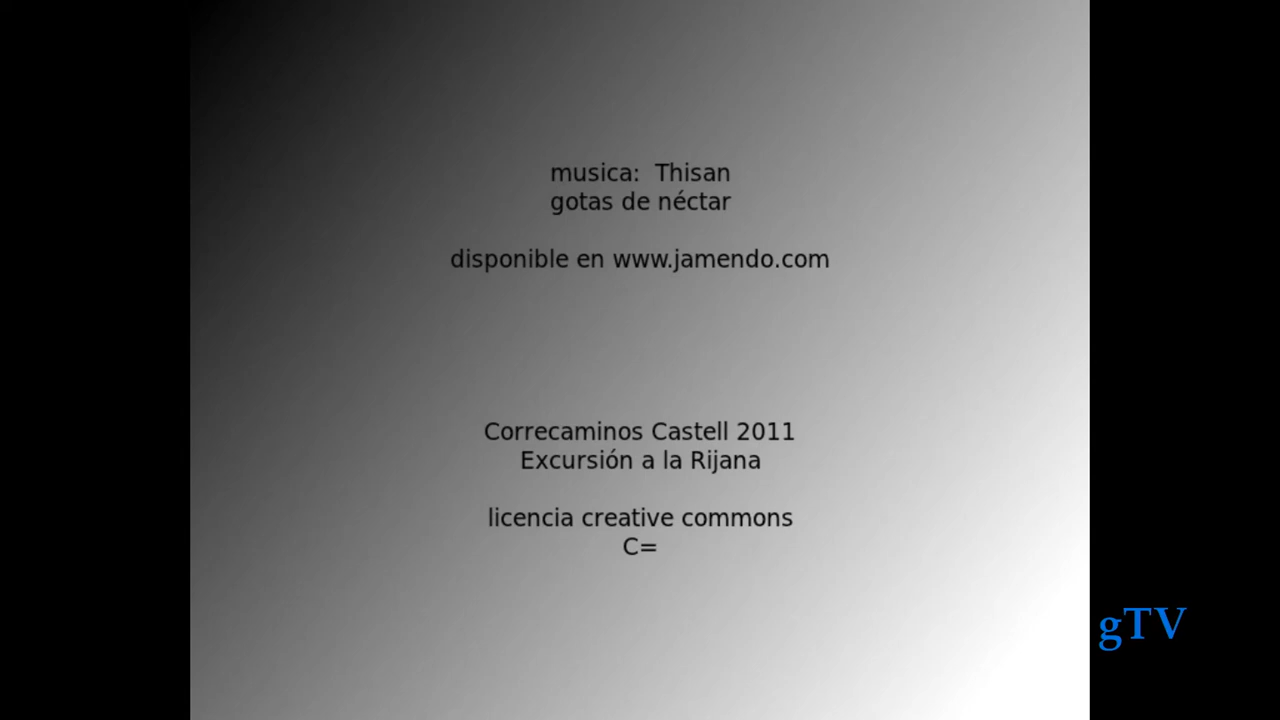 musica:  Thisan
gotas de néctar
disponible en www.jamendo.com
Correcaminos Castell 2011
Excursión a la Rijana
licencia creative commons
C=
gTV